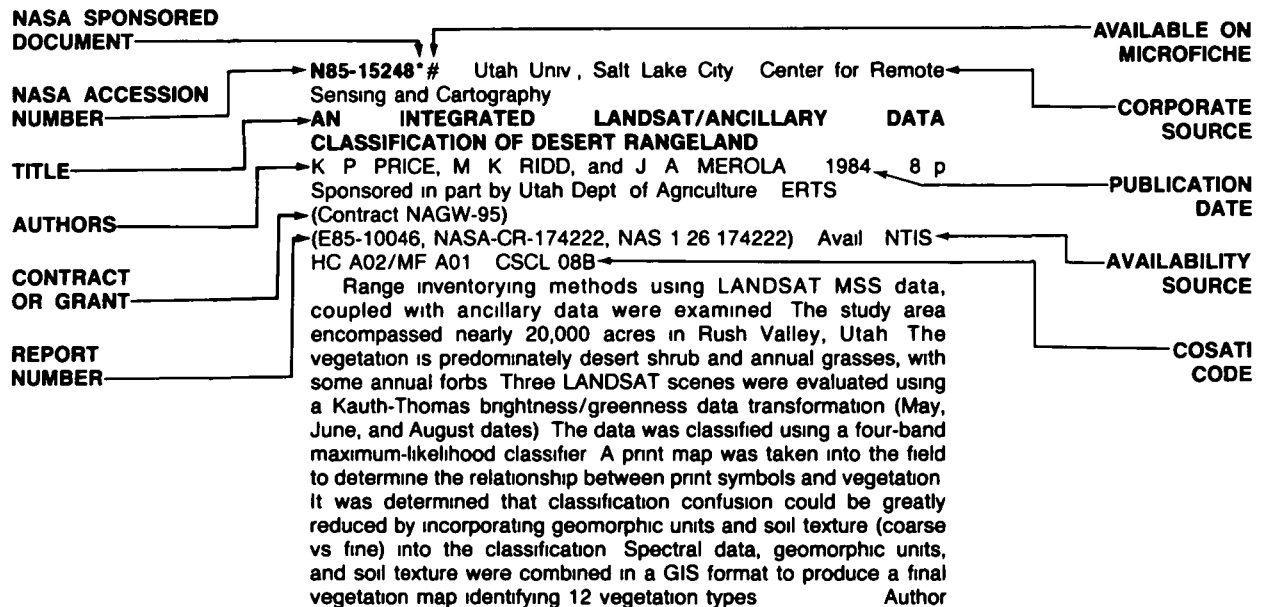 NASA SPONSORED
DOCUMENT
NASA ACCESSION
NUMBER
TITLE
AUTHORS
CONTRACT
OR GRANT
REPORT
NUMBER
N85-15248*# Utah Univ, Salt Lake City Center for Remote
Sensing and Cartography
AN INTEGRATED LANDSAT/ANCILLARY DATA
CLASSIFICATION OF DESERT RANGELAND
K P PRICE, M K RIDD, and J A MEROLA 1984 8 p
Sponsored in part by Utah Dept of Agriculture ERTS
(Contract NAGW-95)
(E85-10046, NASA-CR-174222, NAS 1 26 174222) Avail NTIS
HC A02/MF A01 CSCL 08B
Range inventorying methods using LANDSAT MSS data,
coupled with ancillary data were examined The study area
encompassed nearly 20,000 acres in Rush Valley, Utah The
vegetation is predominately desert shrub and annual grasses, with
some annual forbs Three LANDSAT scenes were evaluated using
a Kauth-Thomas brightness/greenness data transformation (May,
June, and August dates) The data was classified using a four-band
maximum-likelihood classifier A print map was taken into the field
to determine the relationship between print symbols and vegetation
It was determined that classification confusion could be greatly
reduced by incorporating geomorphic units and soil texture (coarse
vs fine) into the classification Spectral data, geomorphic units,
and soil texture were combined in a GIS format to produce a final
vegetation map identifying 12 vegetation types Author
AVAILABLE ON
MICROFICHE
CORPORATE
SOURCE
PUBLICATION
DATE
AVAILABILITY
SOURCE
COSATI
CODE